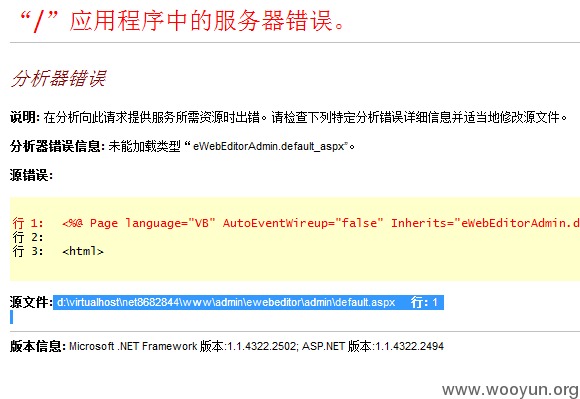 “/”应用程序中的服务器错误。
分析器错误
说明: 在分析向此请求提供服务所需资源时出错。请检查下列特定分析错误详细信息并适当地修改源文件。
分析器错误信息: 未能加载类型“eWebEditorAdmin.default_aspx”。
源错误:
行 1: <%@ Page language="VB" AutoEventWireup="false" Inherits="eWebEditorAdmin.d
行 2:
行 3: <html>
源文件: d:\virtualhost\net8682844\www\admin\ewebeditor\admin\default.aspx 行: 1
版本信息: Microsoft .NET Framework 版本:1.1.4322.2502; ASP.NET 版本:1.1.4322.2494
www.wooyun.org